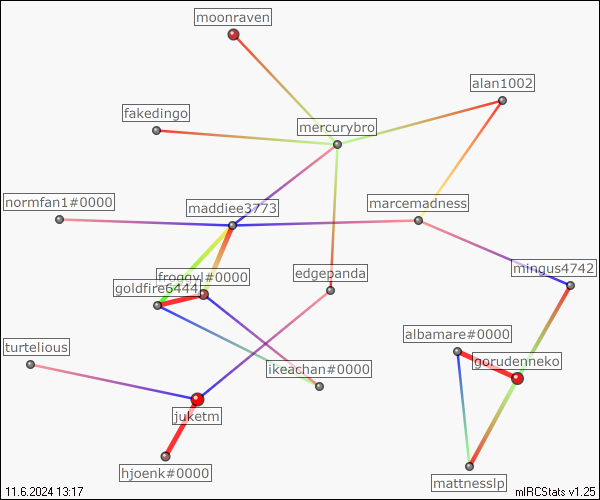 moonraven
alan1002
fakedingo
mercurybro
normfan1#0000
maddiee3773
marcemadness
mingus4742
edgepanda
froggyJ#0000
goldfire6444
albamare#0000
turtelious
gorudenneko
ikeachan#0000
juketm
hjoenk#0000
mattnesslp
11.6.2024 13:17
mIRCStats v1.25